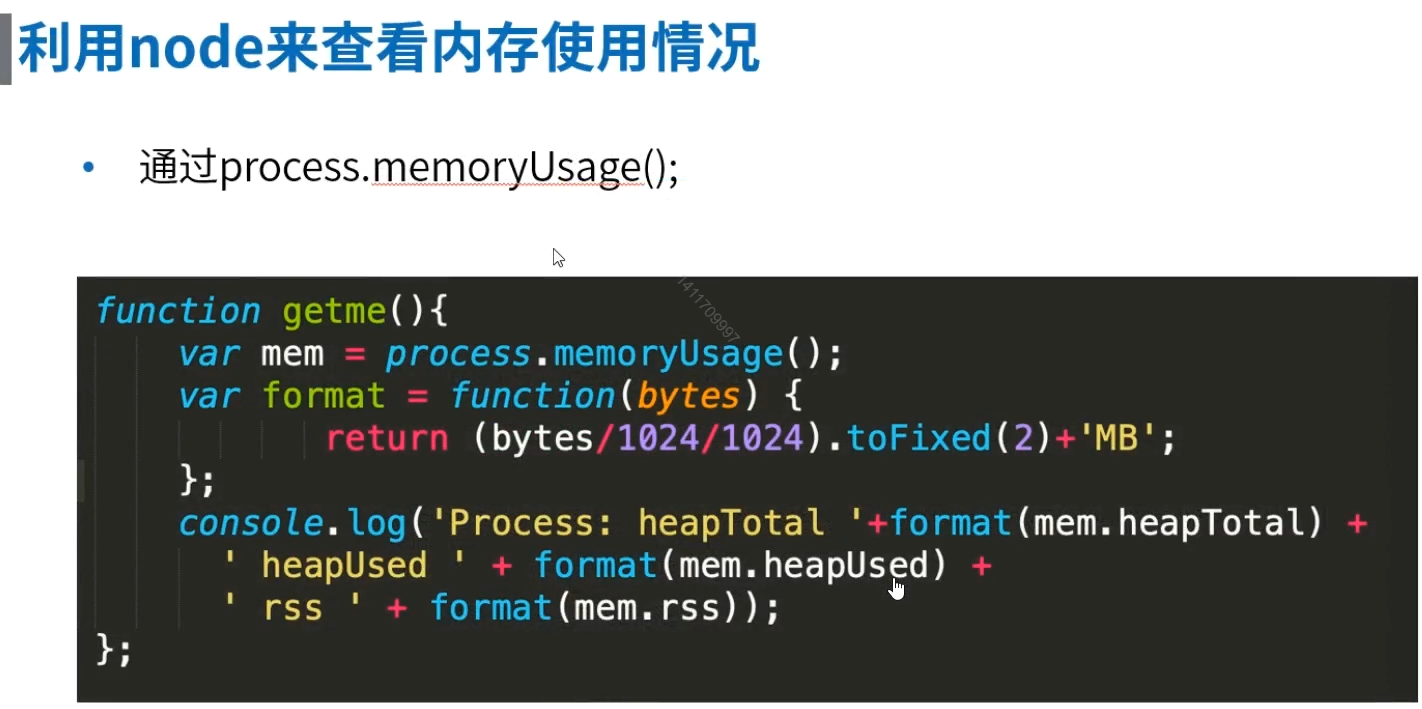 利用node来查看内存使用情况
• 通过process.memoryUsage();
1411709997
function getme(){
var mem = process.memoryUsage();
var format = function(bytes) {
return (bytes/1024/1024).toFixed(2)+'MB';
};
console.log('Process: heapTotal '+format(mem.heapTotal) +
' heapUsed ' + format(mem.heapUsed) +
' rss ' + format(mem.rss));
};